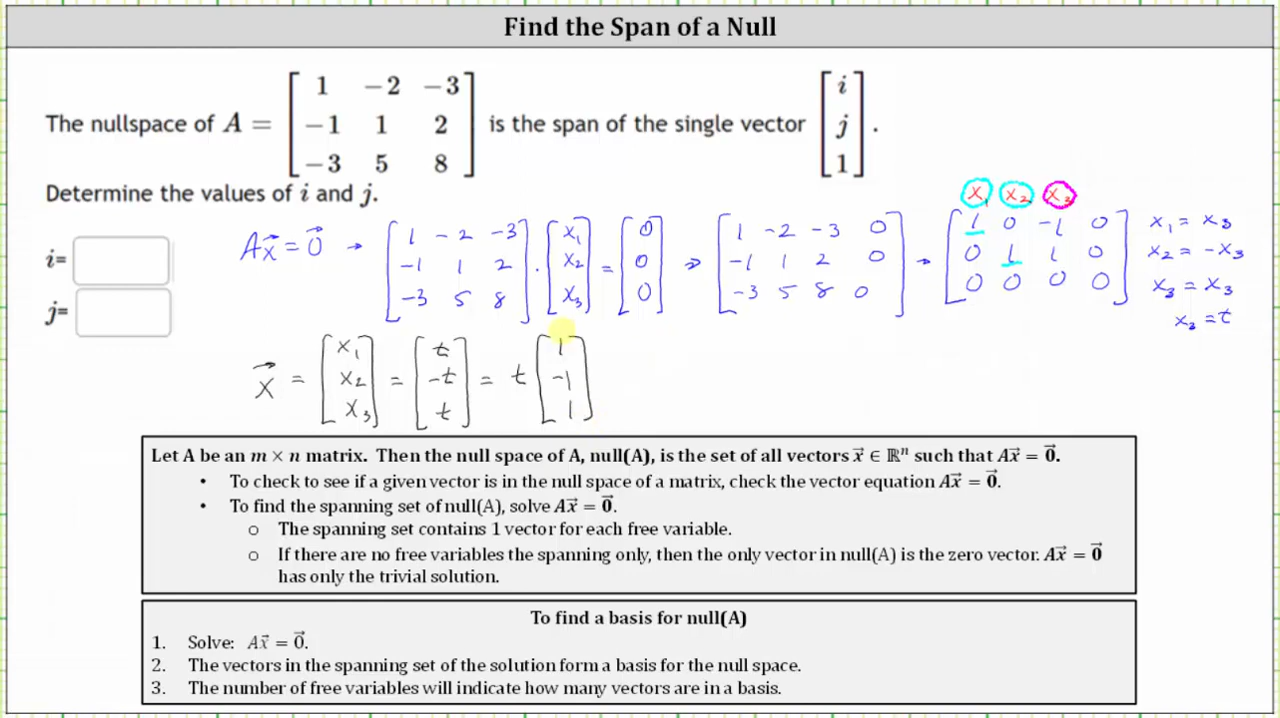 Find the Span of a Null
The nullspace of A = [ 1 −2 −3 ; −1 1 2 ; −3 5 8 ] is the span of the single vector [ i ; j ; 1 ] .
Determine the values of i and j.
i=
j=
Ax⃗ = 0⃗ → [ 1 -2 -3 ; -1 1 2 ; -3 5 8 ] · [ x₁ ; x₂ ; x₃ ] = [ 0 ; 0 ; 0 ] → [ 1 -2 -3 0 ; -1 1 2 0 ; -3 5 8 0 ] → [ 1 0 -1 0 ; 0 1 1 0 ; 0 0 0 0 ]
x₁ x₂ x₃
x₁ = x₃
x₂ = -x₃
x₃ = x₃
x₃ = t
x⃗ = [ x₁ ; x₂ ; x₃ ] = [ t ; -t ; t ] = t [ 1 ; -1 ; 1 ]
Let A be an m × n matrix. Then the null space of A, null(A), is the set of all vectors x⃗ ∈ ℝⁿ such that Ax⃗ = 0⃗.
• To check to see if a given vector is in the null space of a matrix, check the vector equation Ax⃗ = 0⃗.
• To find the spanning set of null(A), solve Ax⃗ = 0⃗.
o The spanning set contains 1 vector for each free variable.
o If there are no free variables the spanning only, then the only vector in null(A) is the zero vector. Ax⃗ = 0⃗
has only the trivial solution.
To find a basis for null(A)
1. Solve: Ax⃗ = 0⃗.
2. The vectors in the spanning set of the solution form a basis for the null space.
3. The number of free variables will indicate how many vectors are in a basis.